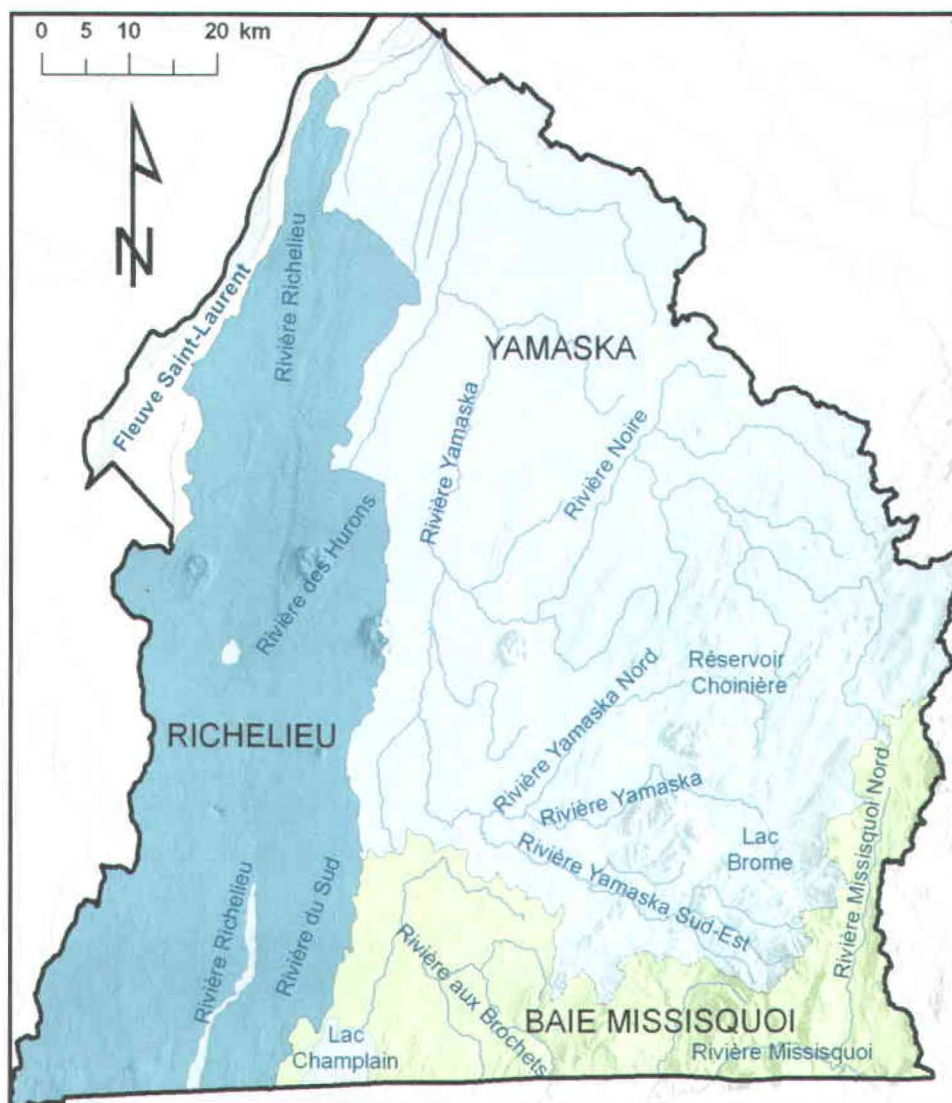 0 5 10 20 km
N
Fleuve Saint-Laurent
Rivière Richelieu
YAMASKA
Rivière Yamaska
Rivière Noire
Rivière des Hurons
Réservoir
Choinière
Rivière Yamaska Nord
RICHELIEU
Rivière Missisquoi Nord
Rivière Yamaska
Lac
Brome
Rivière Yamaska Sud-Est
Rivière Richelieu
Rivière du Sud
Rivière aux Brochets
BAIE MISSISQUOI
Lac
Champlain
Rivière Missisquoi